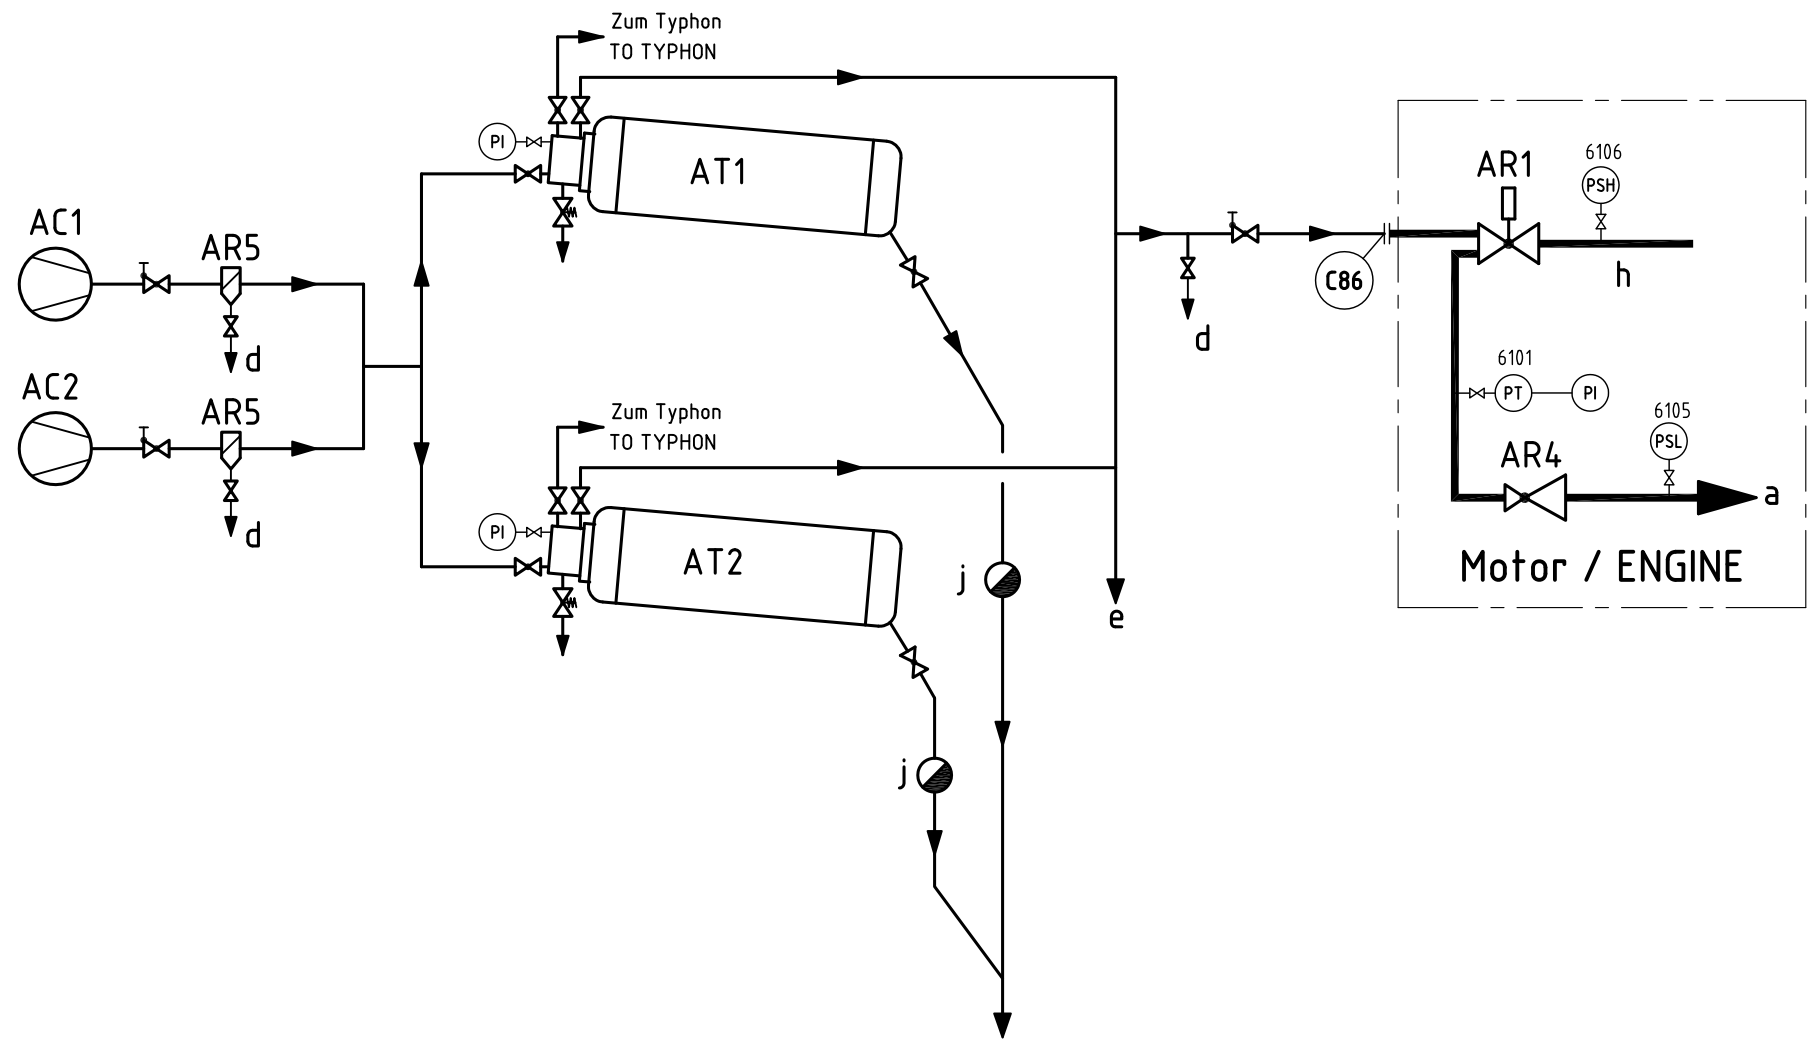 Zum Typhon
TO TYPHON
PI
AT1
AR1
6106
PSH
AC1
AR5
h
C86
d
d
6101
PT
PI
AC2
AR5
Zum Typhon
TO TYPHON
6105
PSL
AR4
a
d
PI
AT2
Motor / ENGINE
j
e
j